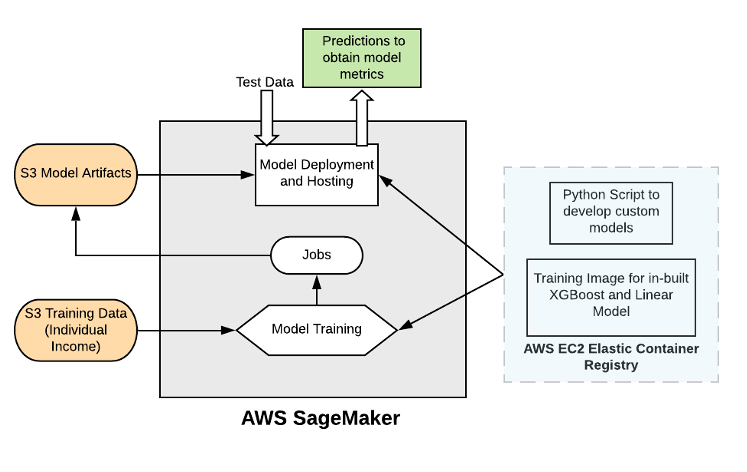 Predictions to
obtain model
metrics
Test Data
S3 Model Artifacts
Model Deployment
and Hosting
Python Script to
develop custom
models
Jobs
Training Image for in-built
XGBoost and Linear
Model
S3 Training Data
(Individual
Income)
Model Training
AWS EC2 Elastic Container
Registry
AWS SageMaker